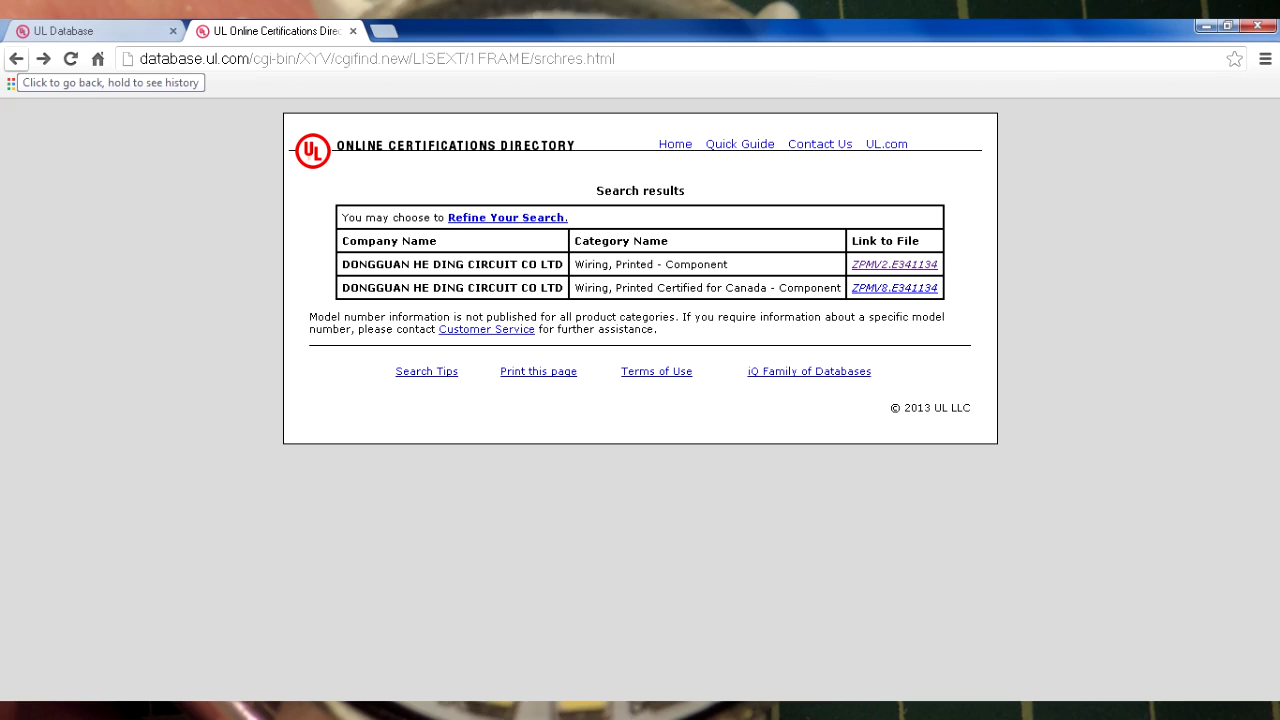 UL Database
UL Online Certifications Direc
database.ul.com/cgi-bin/XYV/cgifind.new/LISEXT/1FRAME/srchres.html
Click to go back, hold to see history
UL
ONLINE CERTIFICATIONS DIRECTORY
Home Quick Guide Contact Us UL.com
Search results
You may choose to Refine Your Search.
Company Name Category Name Link to File
DONGGUAN HE DING CIRCUIT CO LTD Wiring, Printed - Component ZPMV2.E341134
DONGGUAN HE DING CIRCUIT CO LTD Wiring, Printed Certified for Canada - Component ZPMV8.E341134
Model number information is not published for all product categories. If you require information about a specific model
number, please contact Customer Service for further assistance.
Search Tips Print this page Terms of Use iQ Family of Databases
© 2013 UL LLC